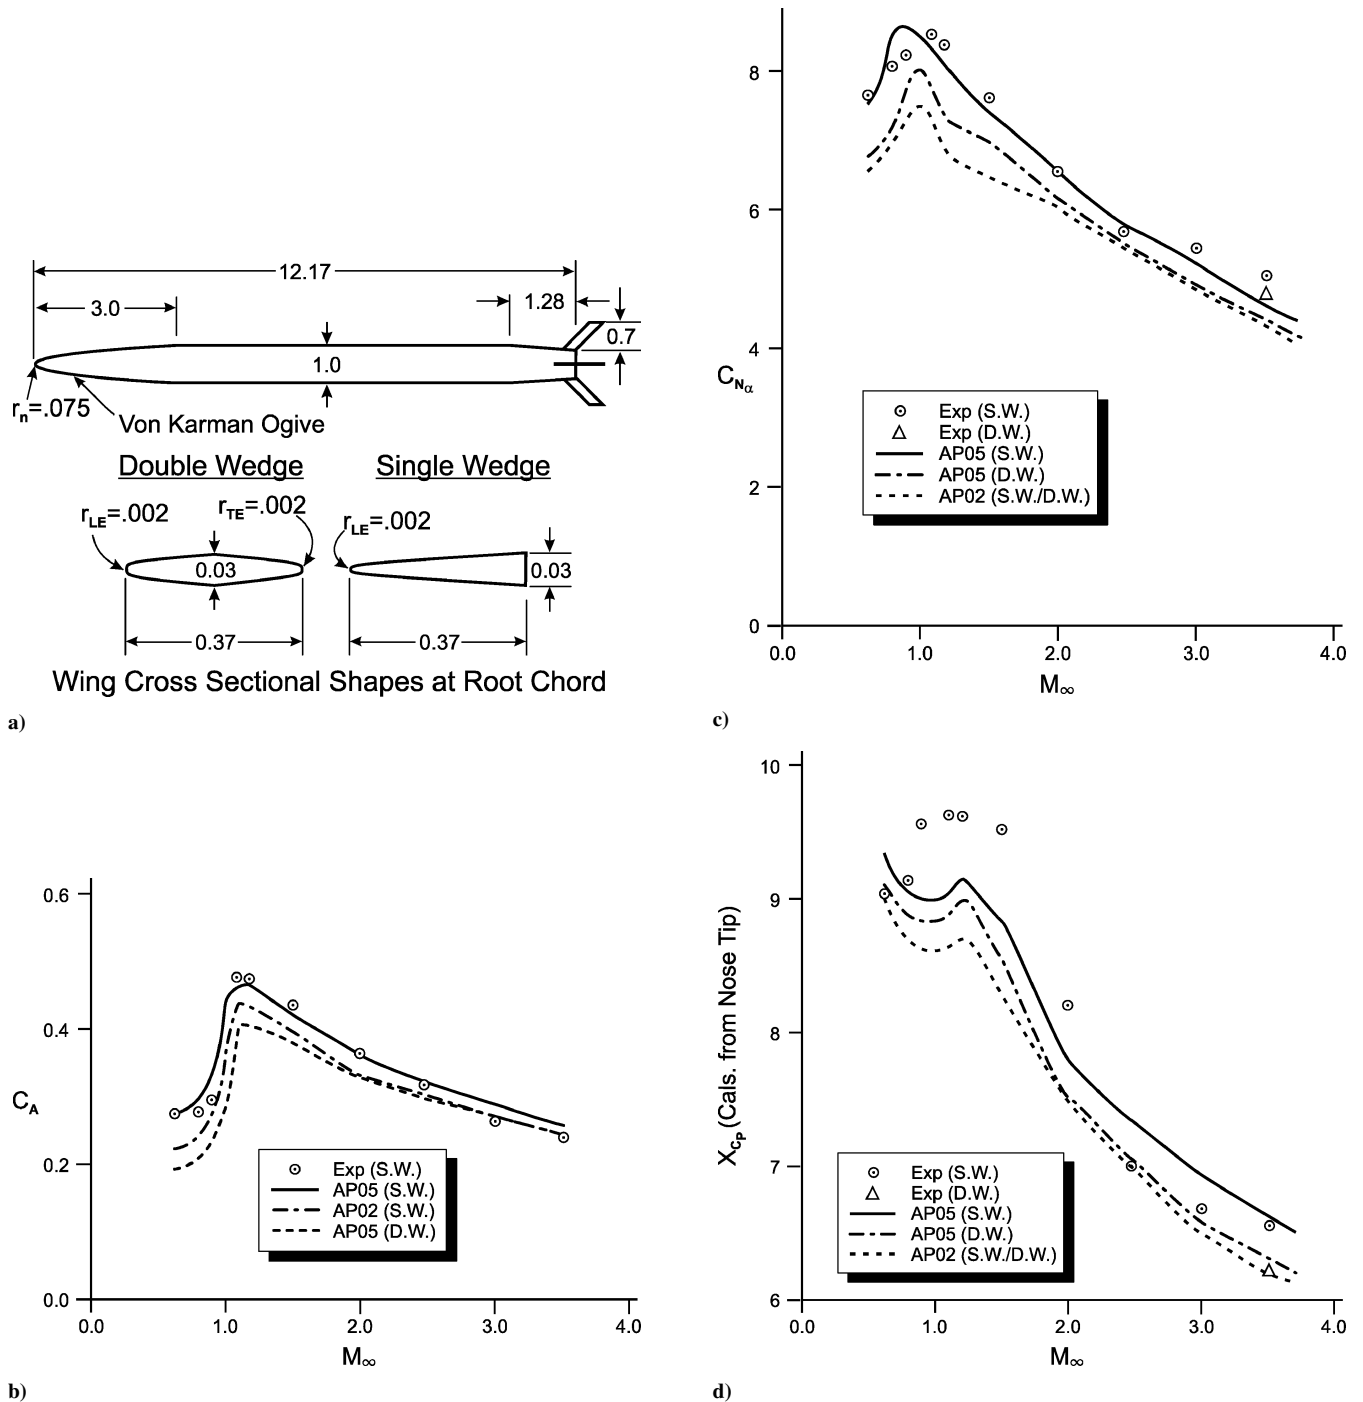 12.17
3.0
1.28
0.7
1.0
rn=.075
Von Karman Ogive
Double Wedge
Single Wedge
rLE=.002
rTE=.002
rLE=.002
0.03
0.03
0.37
0.37
Wing Cross Sectional Shapes at Root Chord
a)
0.6
0.4
CA
0.2
0.0
Exp (S.W.)
AP05 (S.W.)
AP02 (S.W.)
AP05 (D.W.)
0.0 1.0 2.0 3.0 4.0
M∞
b)
8
6
4
CNα
2
0
Exp (S.W.)
Exp (D.W.)
AP05 (S.W.)
AP05 (D.W.)
AP02 (S.W./D.W.)
0.0 1.0 2.0 3.0 4.0
M∞
c)
10
9
8
7
6
XCP (Cals. from Nose Tip)
Exp (S.W.)
Exp (D.W.)
AP05 (S.W.)
AP05 (D.W.)
AP02 (S.W./D.W.)
0.0 1.0 2.0 3.0 4.0
M∞
d)